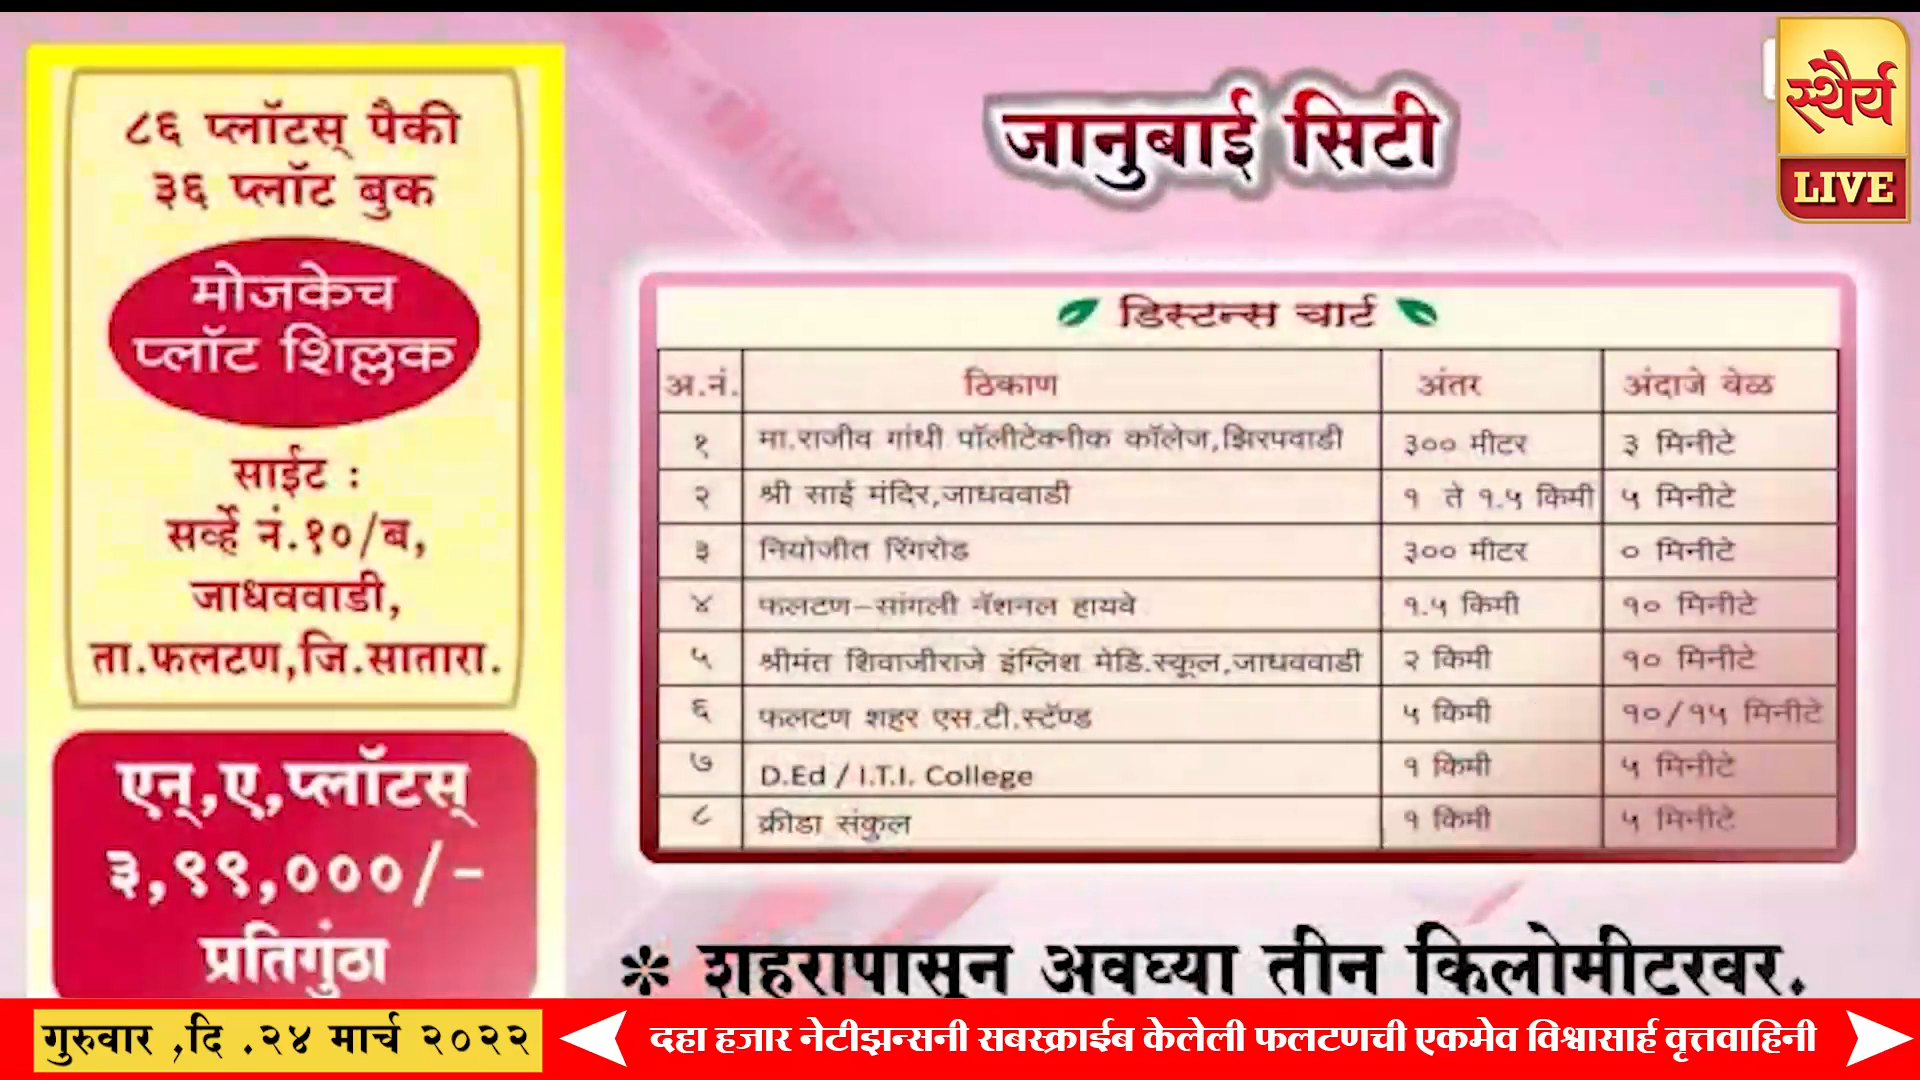 ८६ प्लॉटस् पैकी
३६ प्लॉट बुक
मोजकेच
प्लॉट शिल्लक
साईट :
सर्व्हे नं.१०/ब,
जाधववाडी,
ता.फलटण,जि.सातारा.
एन्,ए,प्लॉटस्
३,९९,०००/-
प्रतिगुंठा
जानुबाई सिटी
स्थैर्य
LIVE
डिस्टन्स चार्ट
अ.नं. ठिकाण अंतर अंदाजे वेळ
१ मा.राजीव गांधी पॉलीटेक्नीक कॉलेज,झिरपवाडी ३०० मीटर ३ मिनीटे
२ श्री साई मंदिर,जाधववाडी १ ते १.५ किमी ५ मिनीटे
३ नियोजीत रिंगरोड ३०० मीटर ० मिनीटे
४ फलटण-सांगली नॅशनल हायवे १.५ किमी १० मिनीटे
५ श्रीमंत शिवाजीराजे इंग्लिश मेडि.स्कूल,जाधववाडी २ किमी १० मिनीटे
६ फलटण शहर एस.टी.स्टॅण्ड ५ किमी १०/१५ मिनीटे
७ D.Ed / I.T.I. College १ किमी ५ मिनीटे
८ क्रीडा संकुल १ किमी ५ मिनीटे
* शहरापासून अवघ्या तीन किलोमीटरवर.
गुरुवार ,दि .२४ मार्च २०२२
दहा हजार नेटीझन्सनी सबस्क्राईब केलेली फलटणची एकमेव विश्वासार्ह वृत्तवाहिनी